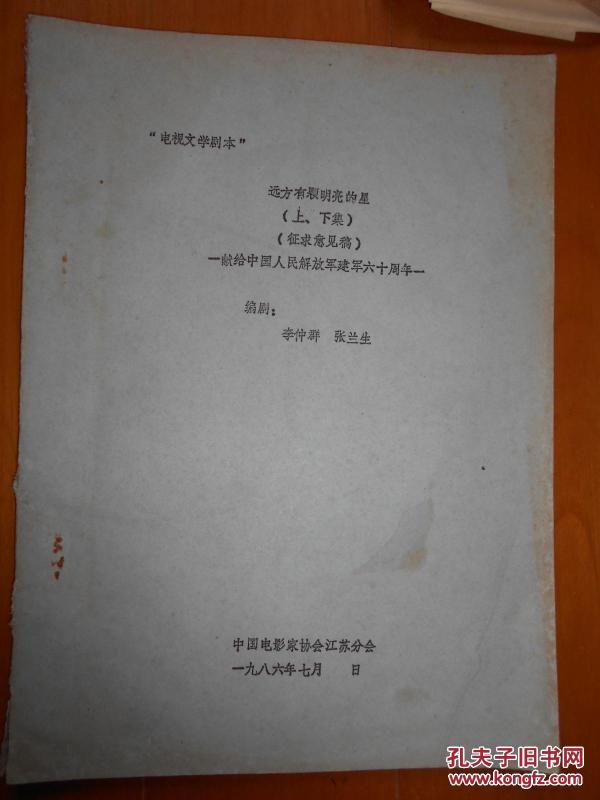 “电视文学剧本”
远方有颗明亮的星
（上、下集）
（征求意见稿）
—献给中国人民解放军建军六十周年—
编剧：
李仲群 张兰生
中国电影家协会江苏分会
一九八六年七月 日
孔夫子旧书网
www.kongfz.com